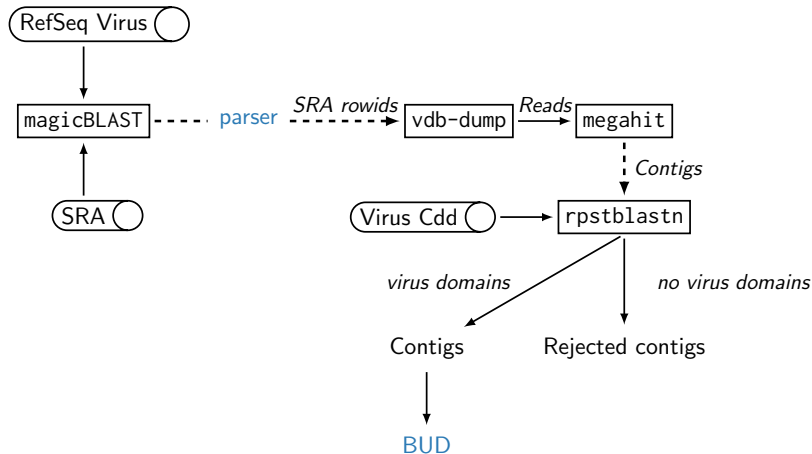 RefSeq Virus
SRA rowids
Reads
magicBLAST
parser
vdb-dump
megahit
Contigs
SRA
Virus Cdd
rpstblastn
virus domains
no virus domains
Contigs
Rejected contigs
BUD